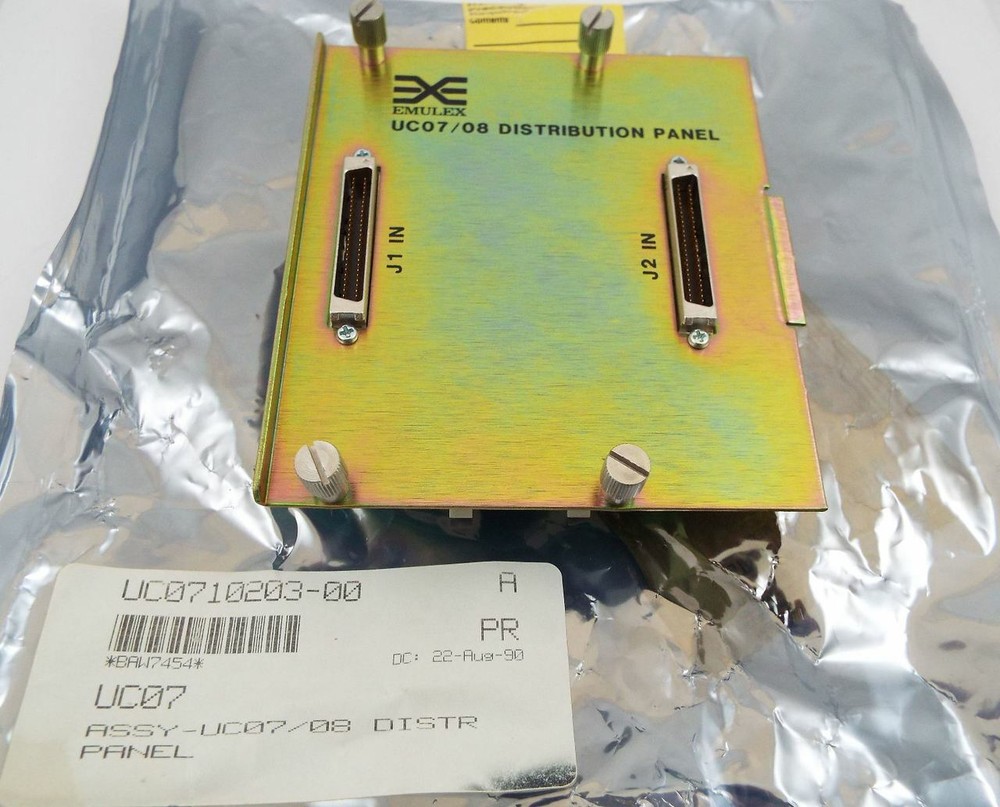 Comments
EMULEX
UC07/08 DISTRIBUTION PANEL
J1 IN
J2 IN
UC0710203-00
A
*BAW7454*
PR
DC: 22-Aug-90
UC07
ASSY-UC07/08 DISTR
PANEL